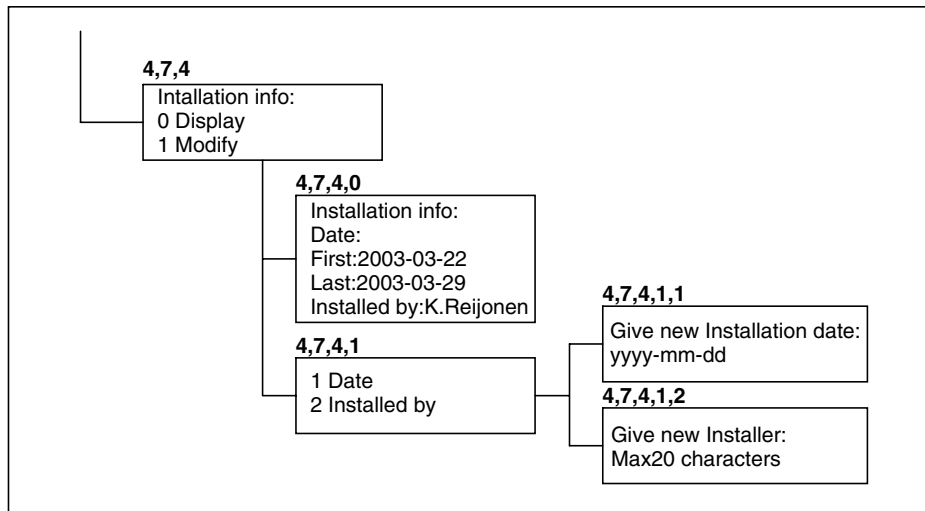 4,7,4
Intallation info:
0 Display
1 Modify
4,7,4,0
Installation info:
Date:
First:2003-03-22
Last:2003-03-29
Installed by:K.Reijonen
4,7,4,1
1 Date
2 Installed by
4,7,4,1,1
Give new Installation date:
yyyy-mm-dd
4,7,4,1,2
Give new Installer:
Max20 characters